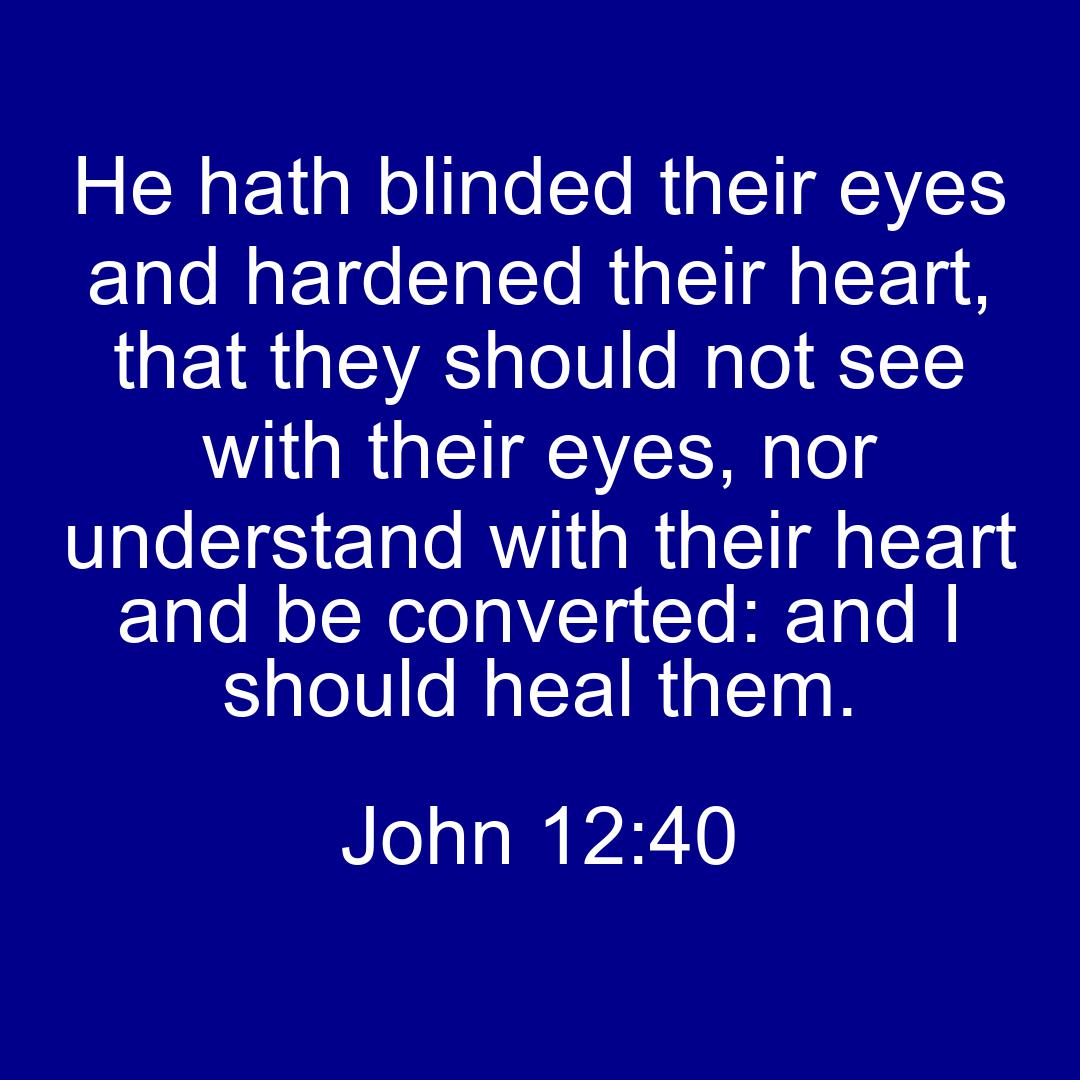 He hath blinded their eyes
and hardened their heart,
that they should not see
with their eyes, nor
understand with their heart
and be converted: and I
should heal them.
John 12:40